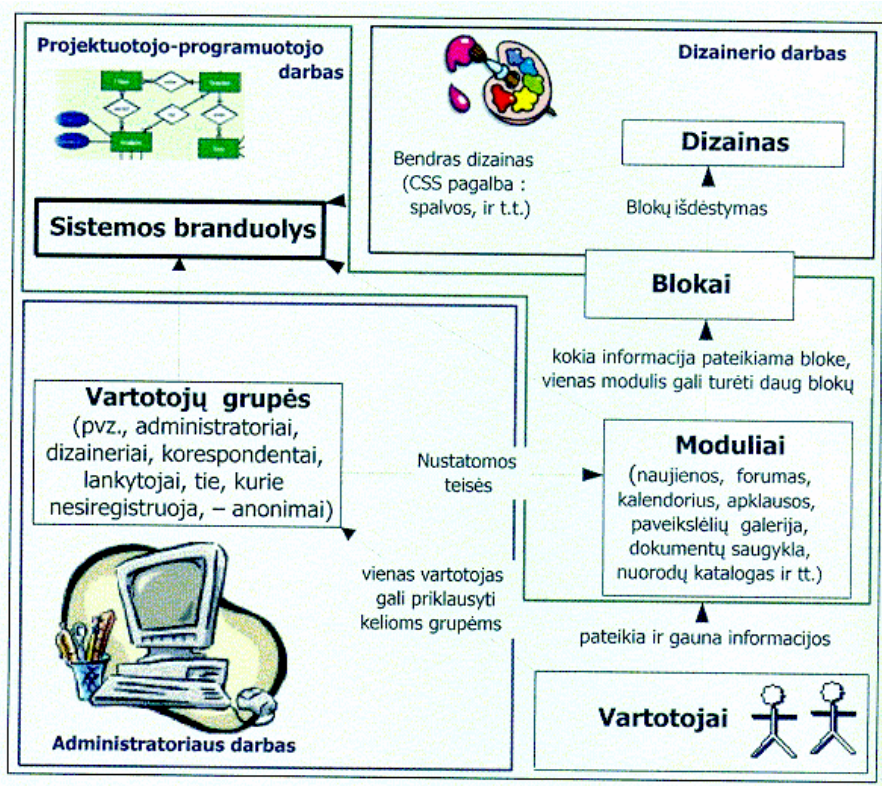 Projektuotojo-programuotojo
darbas
Sistemos branduolys
Dizainerio darbas
Bendras dizainas
(CSS pagalba :
spalvos, ir t.t.)
Dizainas
Blokų išdėstymas
Blokai
kokia informacija pateikiama bloke,
vienas modulis gali turėti daug blokų
Vartotojų grupės
(pvz., administratoriai,
dizaineriai, korespondentai,
lankytojai, tie, kurie
nesiregistruoja, – anonimai)
Nustatomos
teisės
Moduliai
(naujienos, forumas,
kalendorius, apklausos,
paveikslėlių galerija,
dokumentų saugykla,
nuorodų katalogas ir tt.)
vienas vartotojas
gali priklausyti
kelioms grupėms
pateikia ir gauna informacijos
Administratoriaus darbas
Vartotojai